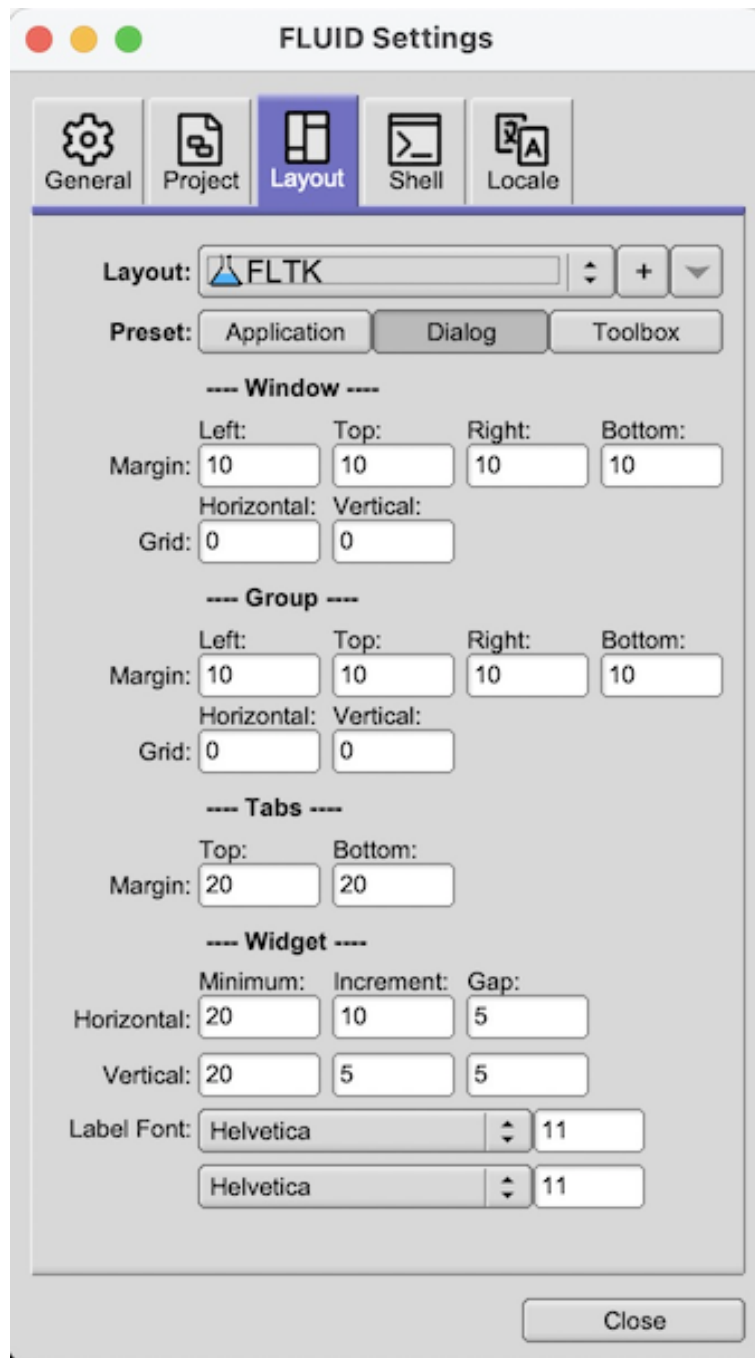 FLUID Settings
General Project Layout Shell Locale
Layout: FLTK +
Preset: Application Dialog Toolbox
---- Window ----
Left: Top: Right: Bottom:
Margin: 10 10 10 10
Horizontal: Vertical:
Grid: 0 0
---- Group ----
Left: Top: Right: Bottom:
Margin: 10 10 10 10
Horizontal: Vertical:
Grid: 0 0
---- Tabs ----
Top: Bottom:
Margin: 20 20
---- Widget ----
Minimum: Increment: Gap:
Horizontal: 20 10 5
Vertical: 20 5 5
Label Font: Helvetica 11
Helvetica 11
Close